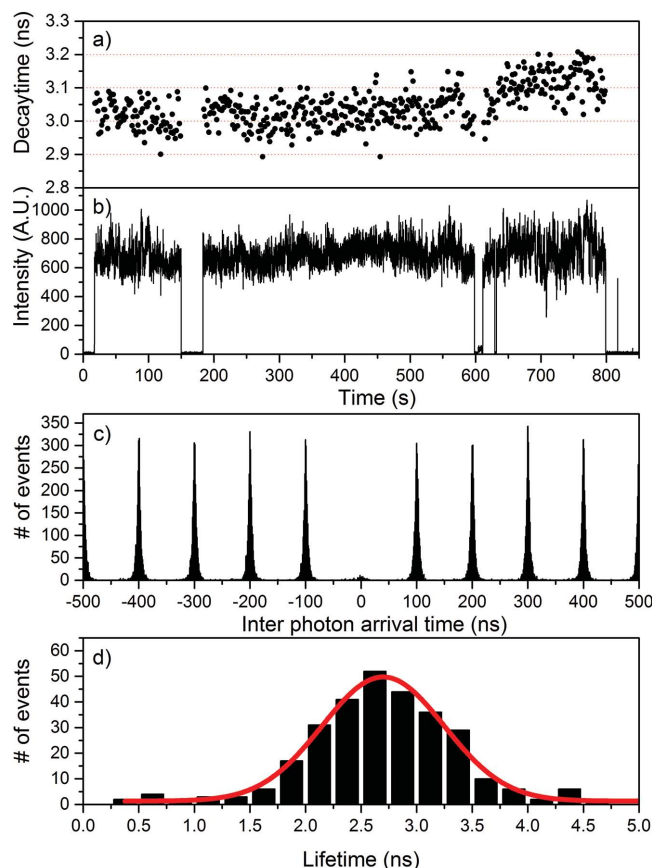 a)
Decaytime (ns)
3.3
3.2
3.1
3.0
2.9
2.8
b)
Intensity (A.U.)
1000
800
600
400
200
0
0 100 200 300 400 500 600 700 800
Time (s)
c)
# of events
350
300
250
200
150
100
50
0
-500 -400 -300 -200 -100 0 100 200 300 400 500
Inter photon arrival time (ns)
d)
# of events
60
50
40
30
20
10
0
0.0 0.5 1.0 1.5 2.0 2.5 3.0 3.5 4.0 4.5 5.0
Lifetime (ns)